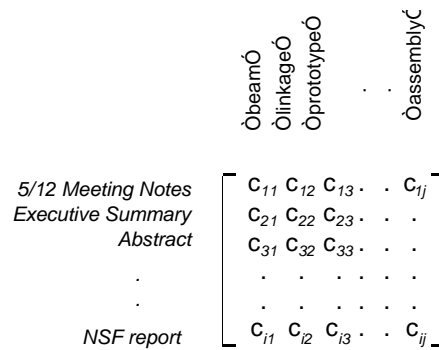 ÒbeamÓ
ÒlinkageÓ
ÒprototypeÓ
. .
ÒassemblyÓ
5/12 Meeting Notes c11 c12 c13 . . c1j
Executive Summary c21 c22 c23 . . .
Abstract c31 c32 c33 . . .
. . . . . . .
. . . . . . .
NSF report ci1 ci2 ci3 . . cij